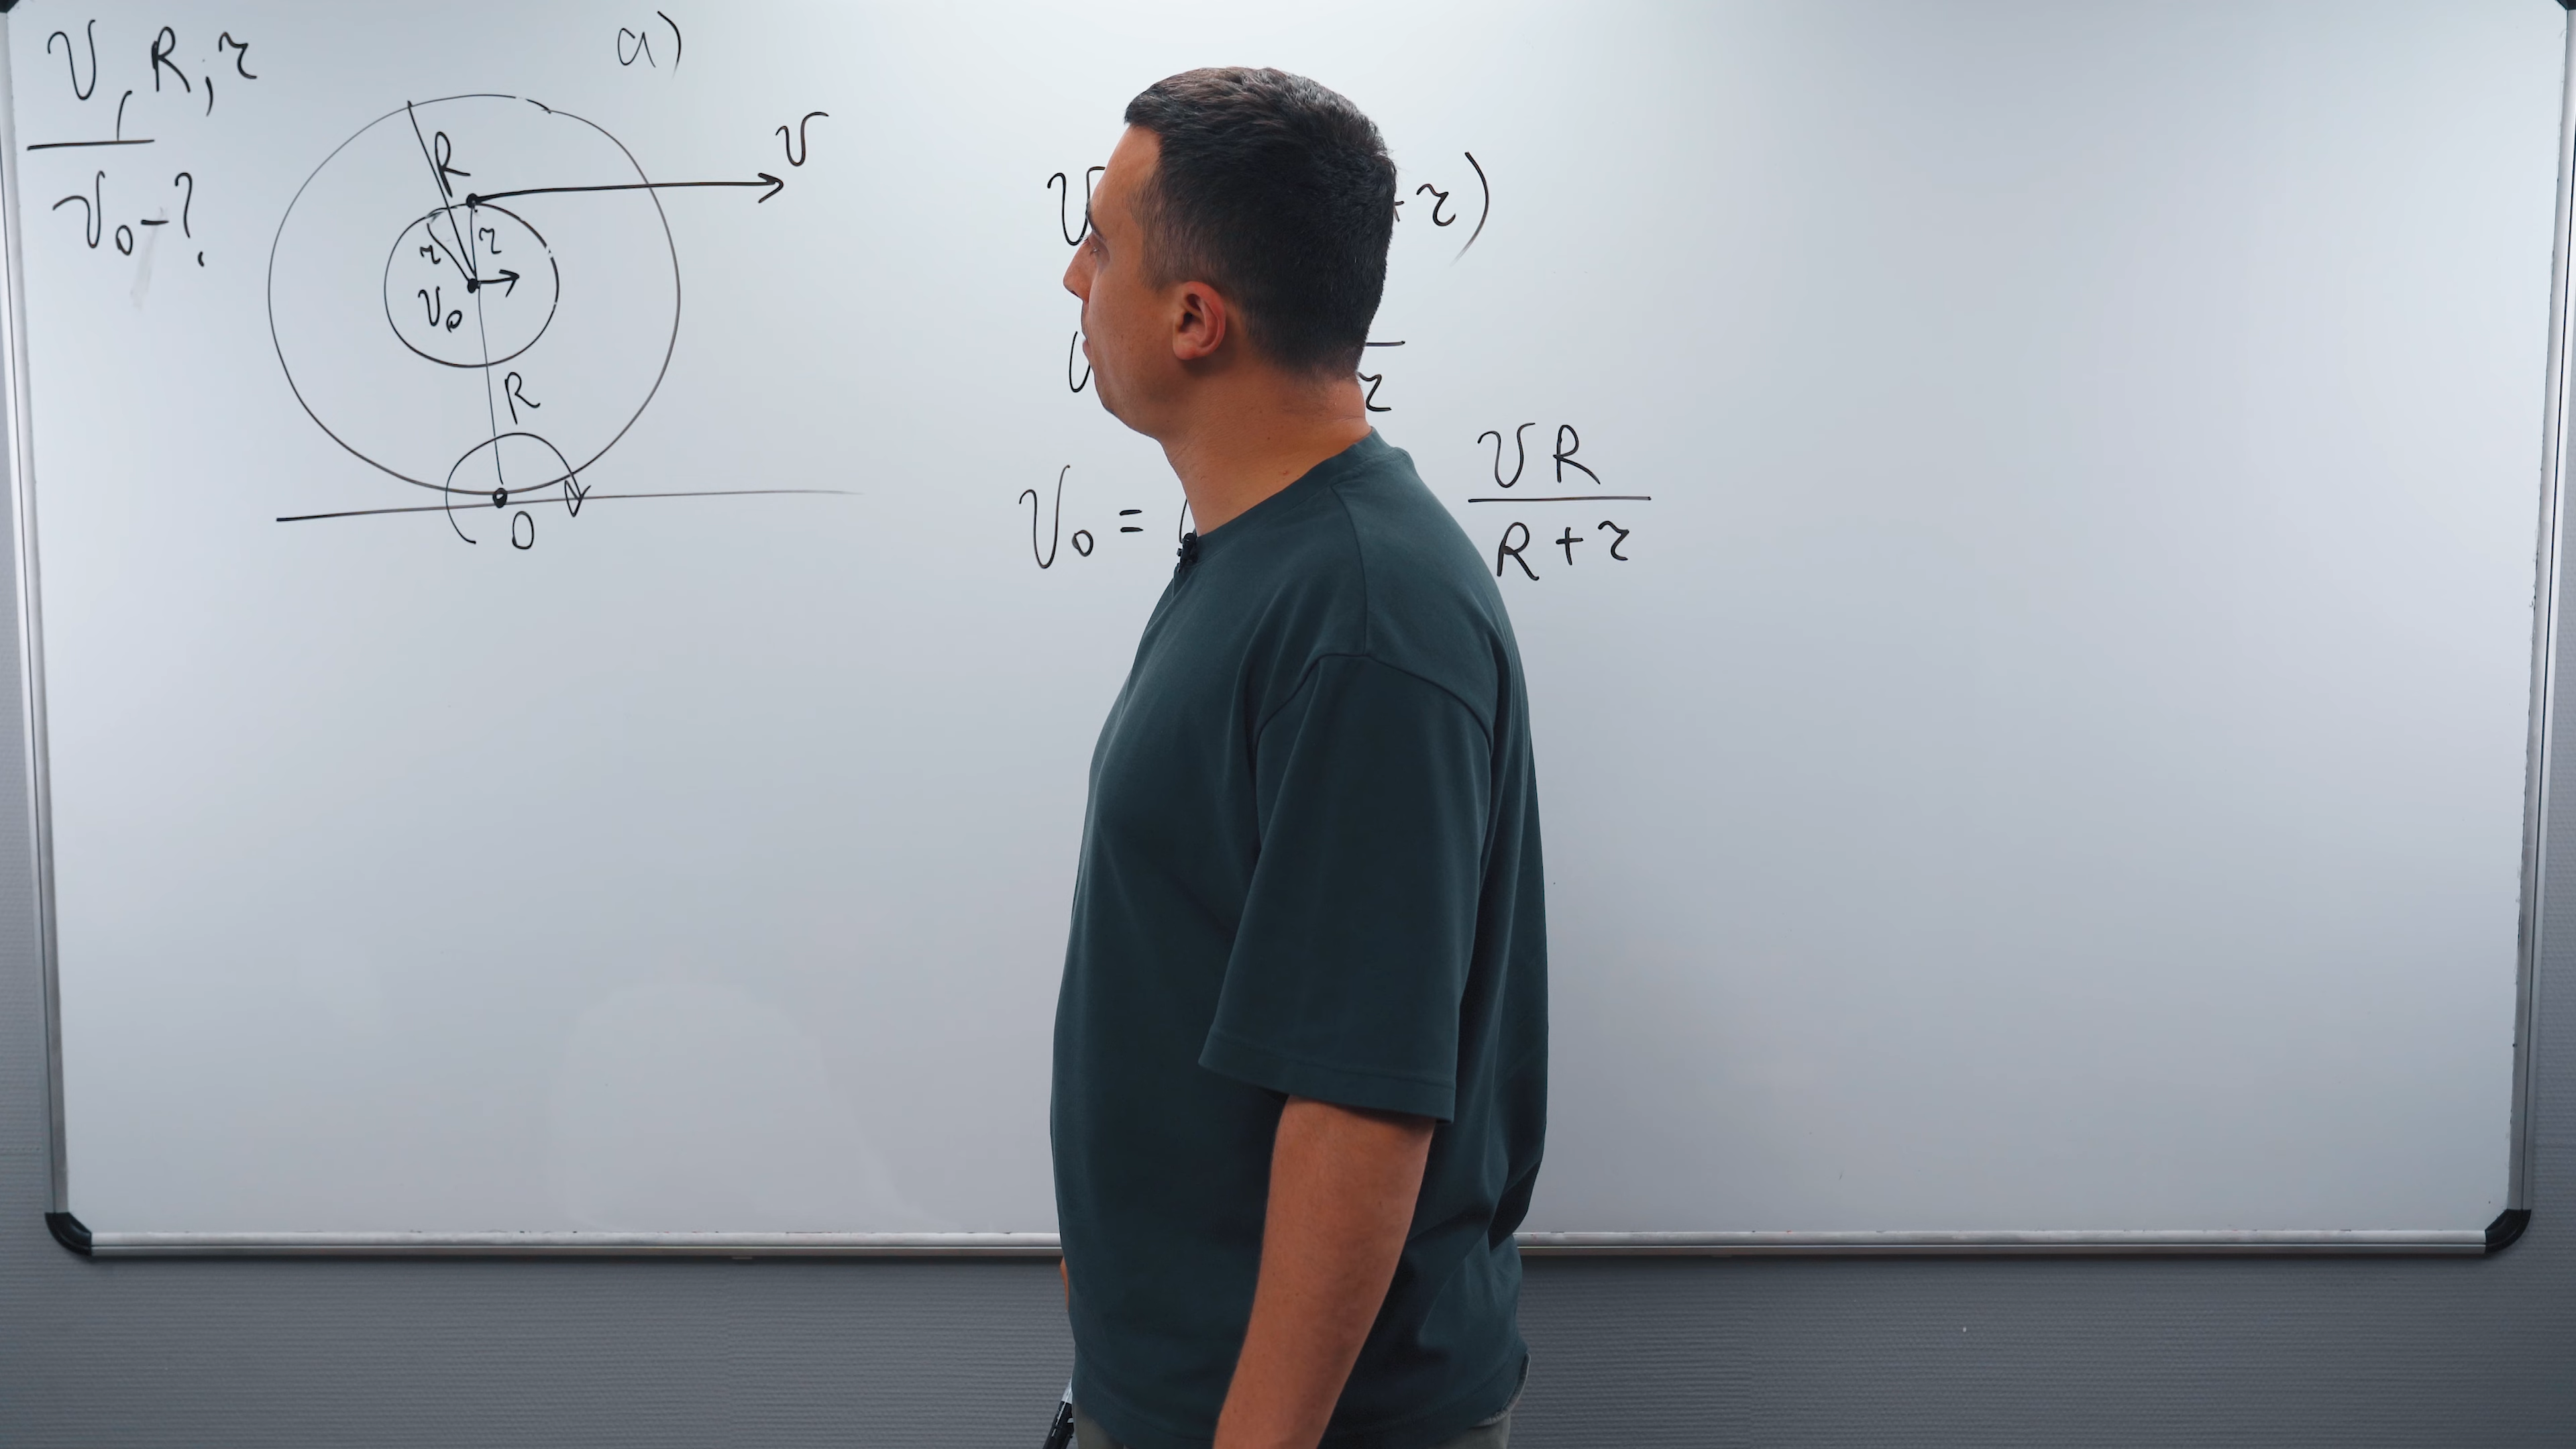 v, R, r
v₀ - ?
a)
R
v
r r
v₀
R
O
v + r)
r
v₀ = vR / R + r